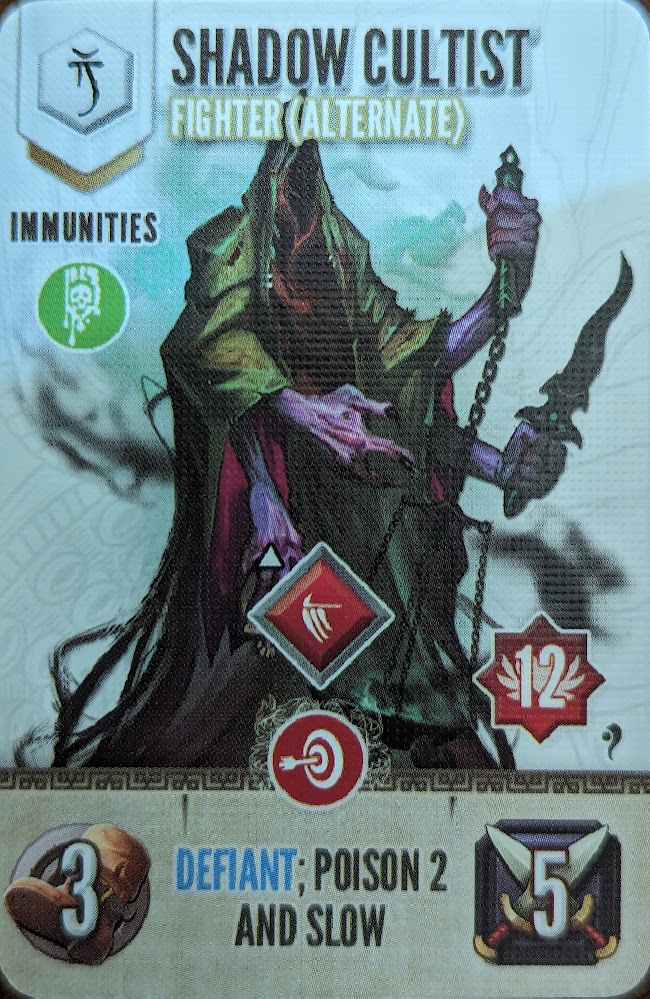 SHADOW CULTIST
FIGHTER (ALTERNATE)
IMMUNITIES
12
3
DEFIANT; POISON 2
AND SLOW
5